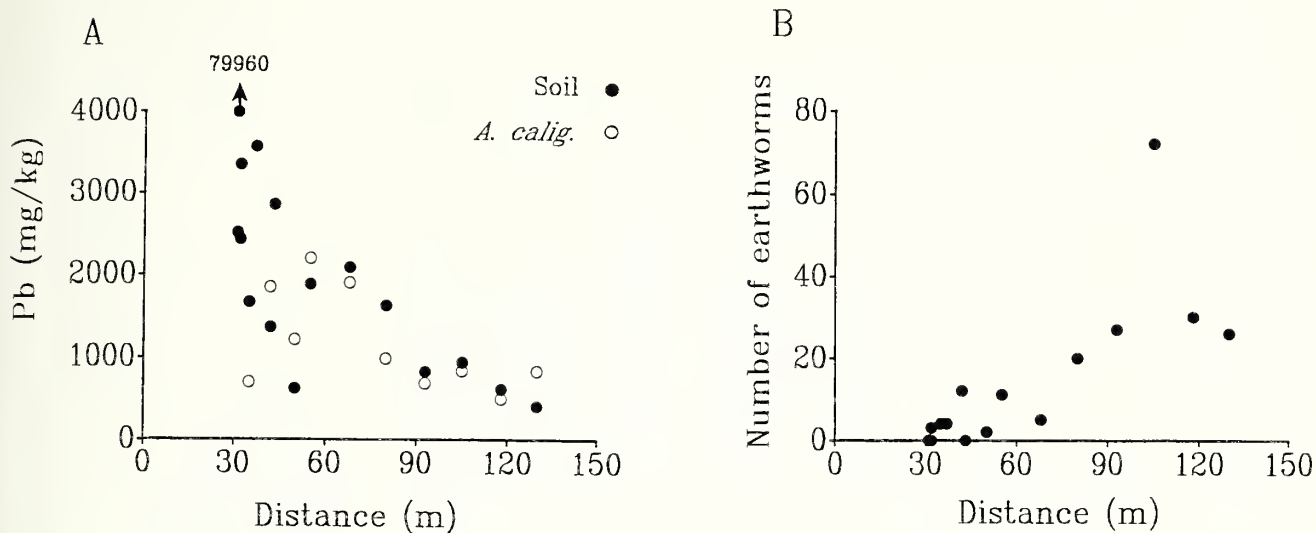 A
79960
Soil
A. calig.
4000
3000
2000
1000
0
Pb (mg/kg)
0 30 60 90 120 150
Distance (m)
B
80
60
40
20
0
Number of earthworms
0 30 60 90 120 150
Distance (m)